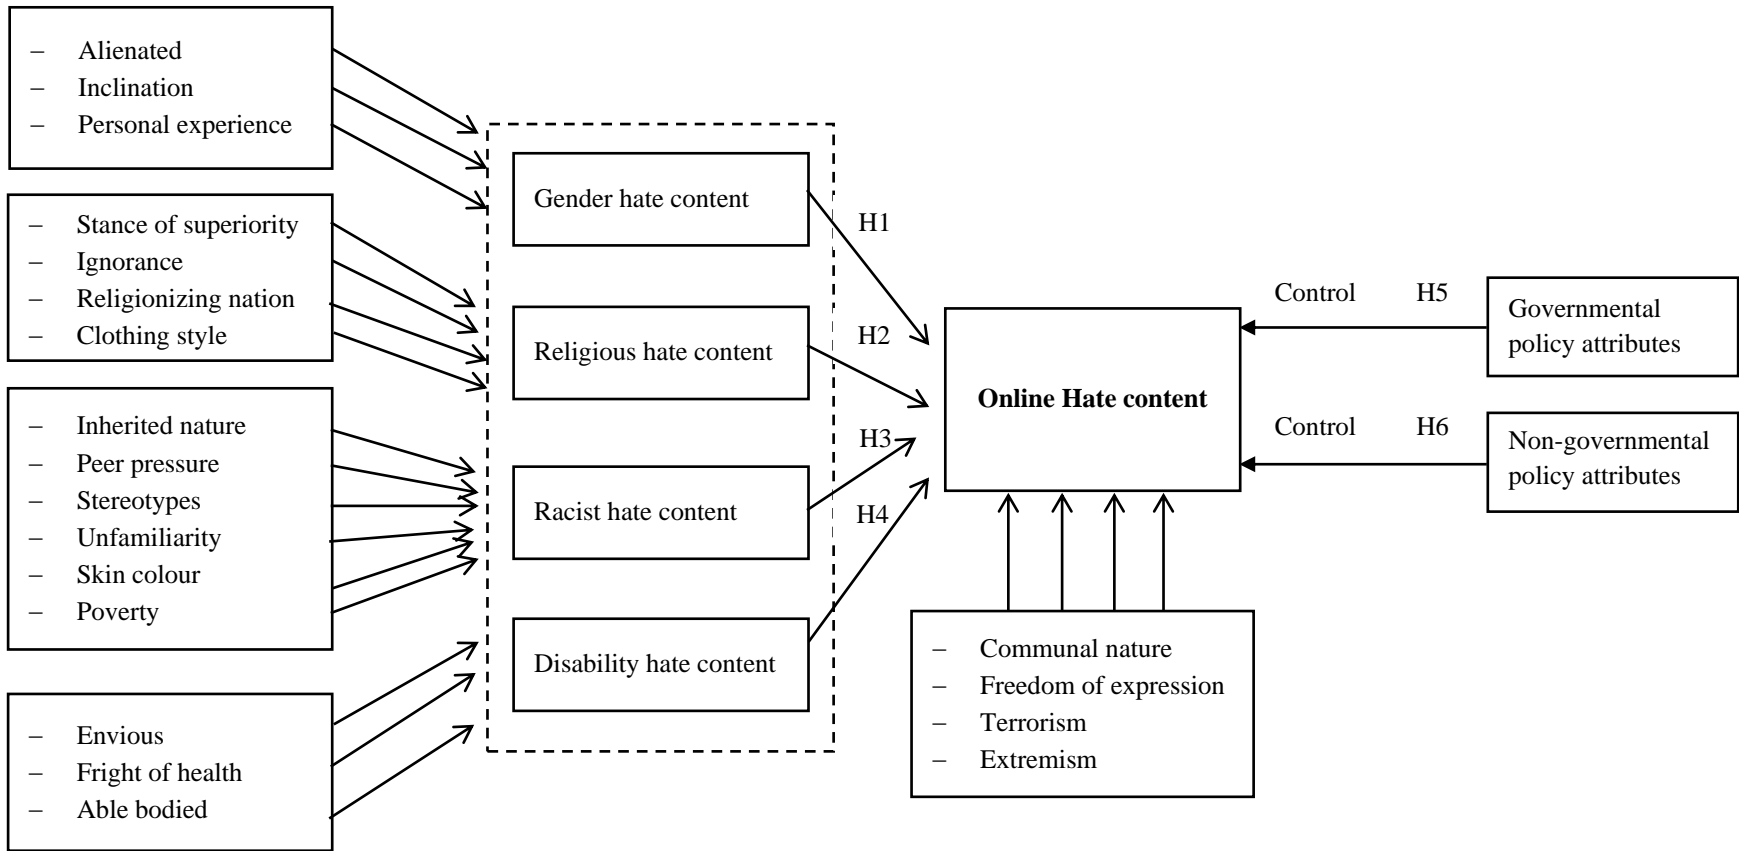 – Alienated
– Inclination
– Personal experience
– Stance of superiority
– Ignorance
– Religionizing nation
– Clothing style
– Inherited nature
– Peer pressure
– Stereotypes
– Unfamiliarity
– Skin colour
– Poverty
– Envious
– Fright of health
– Able bodied
Gender hate content
Religious hate content
Racist hate content
Disability hate content
H1
H2
H3
H4
Online Hate content
– Communal nature
– Freedom of expression
– Terrorism
– Extremism
Control H5
Control H6
Governmental
policy attributes
Non-governmental
policy attributes